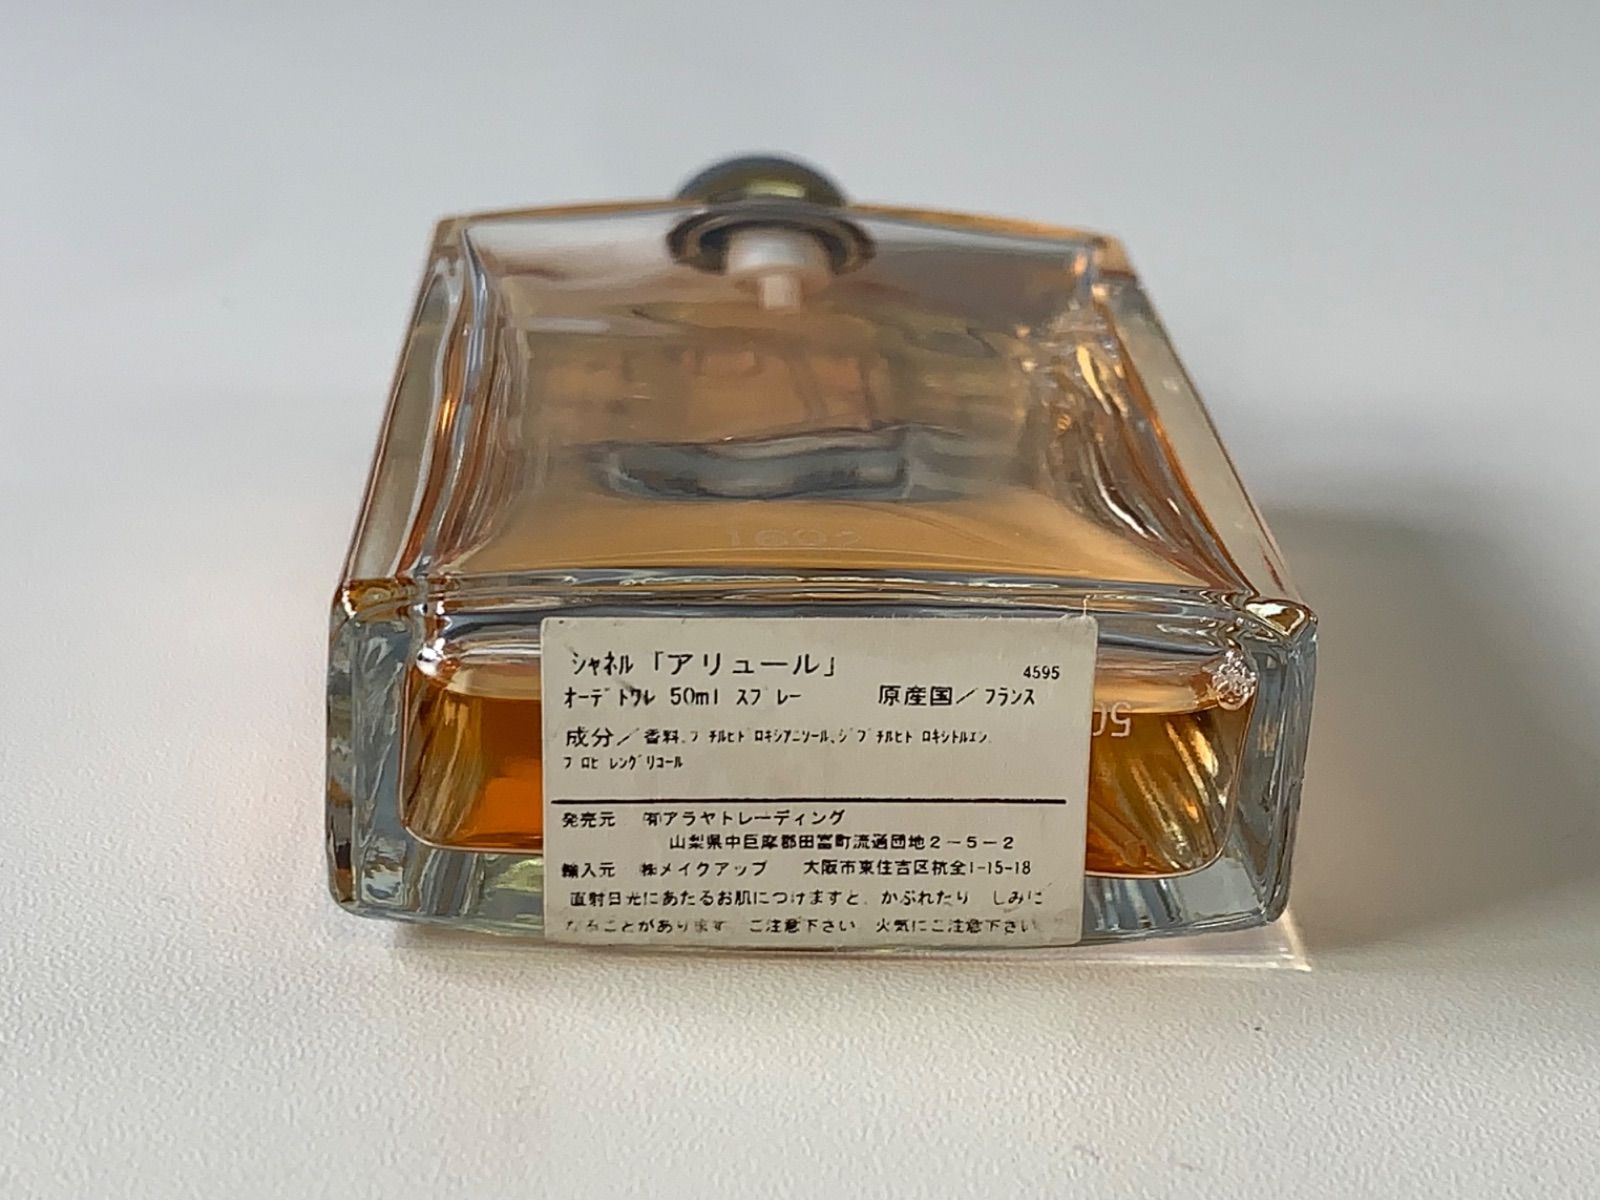 1602
シャネル「アリュール」
4595
オーデトワレ 50ml スプレー 原産国／フランス
成分／香料、ブチルヒドロキシアニソール、ジブチルヒドロキシトルエン、
プロピレングリコール
発売元 ㈲アラヤトレーディング
山梨県中巨摩郡田富町流通団地2-5-2
輸入元 ㈱メイクアップ 大阪市東住吉区杭全1-15-18
直射日光にあたるお肌につけますと、かぶれたり しみに
なることがあります ご注意下さい 火気にご注意下さい
50